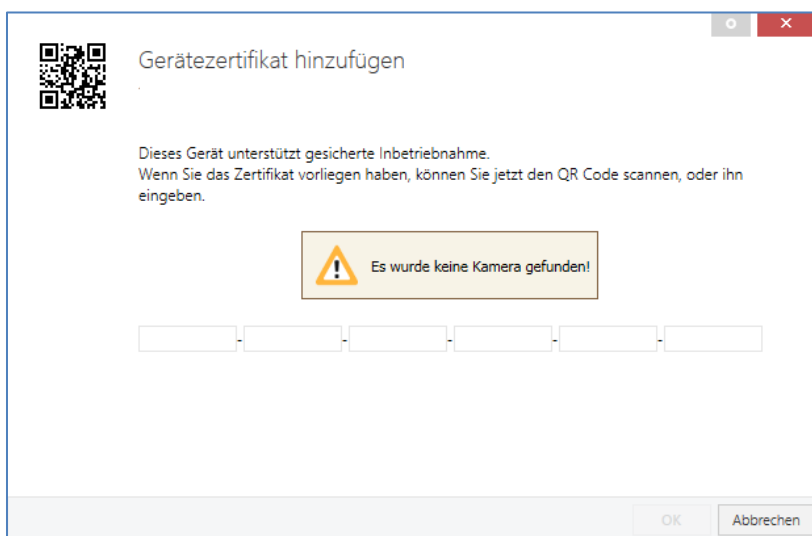 Gerätezertifikat hinzufügen
Dieses Gerät unterstützt gesicherte Inbetriebnahme.
Wenn Sie das Zertifikat vorliegen haben, können Sie jetzt den QR Code scannen, oder ihn
eingeben.
Es wurde keine Kamera gefunden!
- - - - -
OK Abbrechen